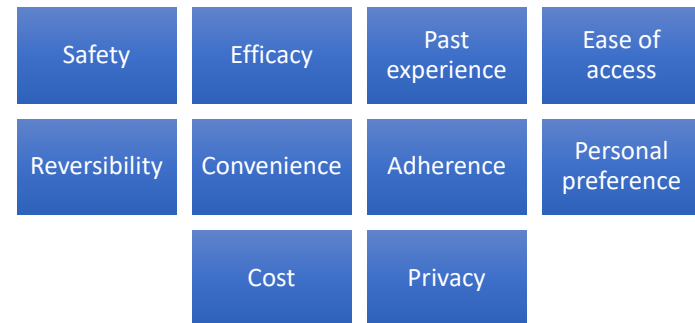 Safety
Efficacy
Past
experience
Ease of
access
Reversibility
Convenience
Adherence
Personal
preference
Cost
Privacy